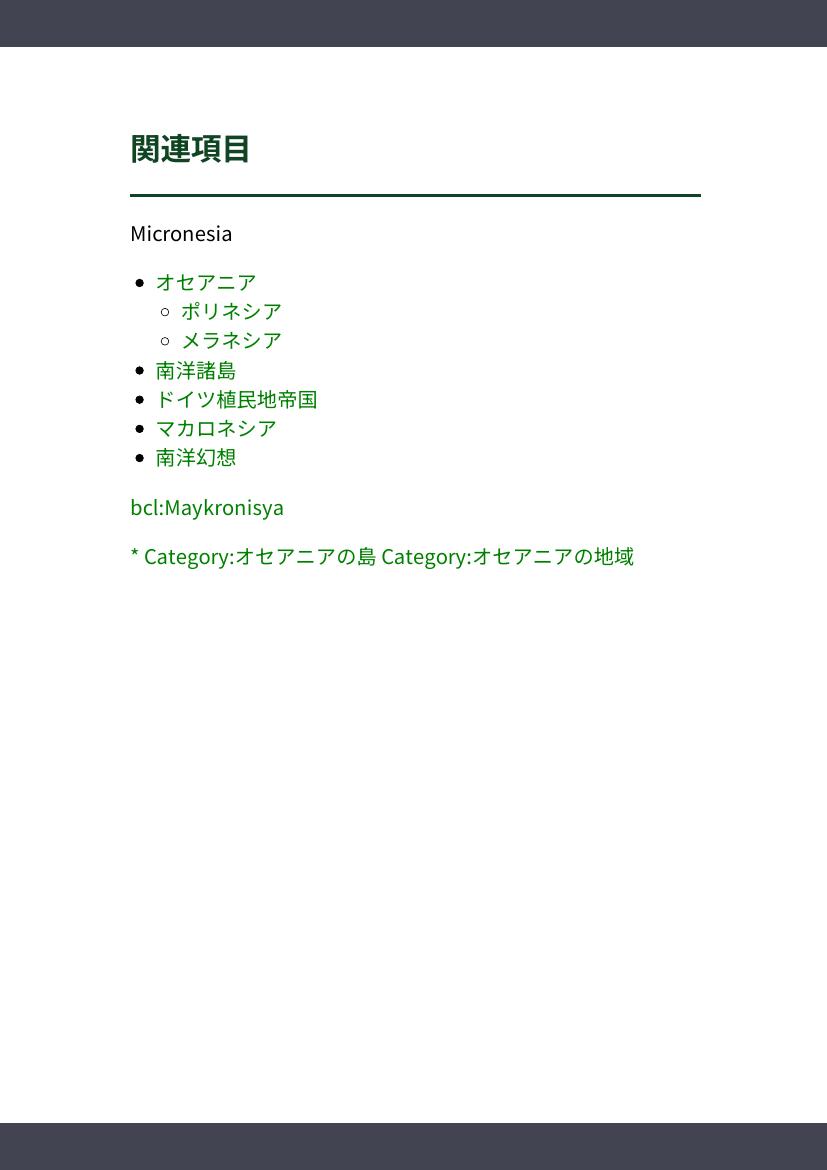 関連項目
Micronesia
オセアニア
ポリネシア
メラネシア
南洋諸島
ドイツ植民地帝国
マカロネシア
南洋幻想
bcl:Maykronisya
* Category:オセアニアの島 Category:オセアニアの地域